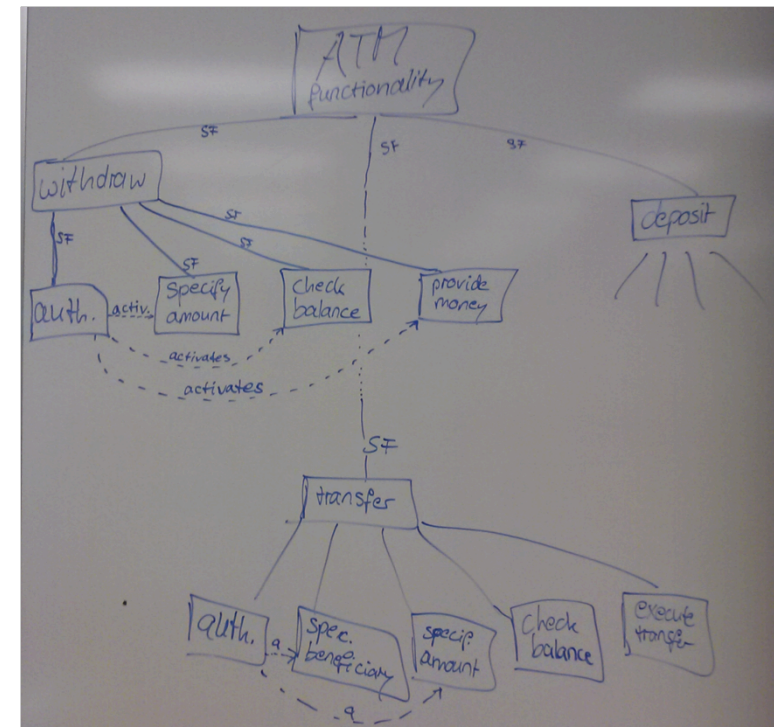 ATM
functionality
SF
SF
SF
withdraw
deposit
SF
SF
SF
SF
auth.
activ.
Specify
amount
Check
balance
provide
money
activates
activates
SF
transfer
auth.
a
spec.
beneficiary
specif.
amount
a
Check
balance
execute
transfer